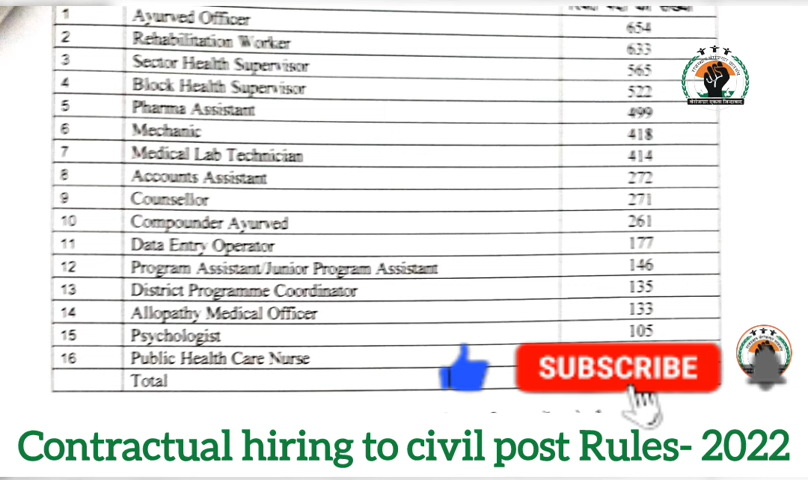 1 Ayurved Officer 654
2 Rehabilitation Worker 633
3 Sector Health Supervisor 565
4 Block Health Supervisor 522
5 Pharma Assistant 499
6 Mechanic 418
7 Medical Lab Technician 414
8 Accounts Assistant 272
9 Counsellor 271
10 Compounder Ayurved 261
11 Data Entry Operator 177
12 Program Assistant/Junior Program Assistant 146
13 District Programme Coordinator 135
14 Allopathy Medical Officer 133
15 Psychologist 105
16 Public Health Care Nurse
Total
SUBSCRIBE
Contractual hiring to civil post Rules- 2022